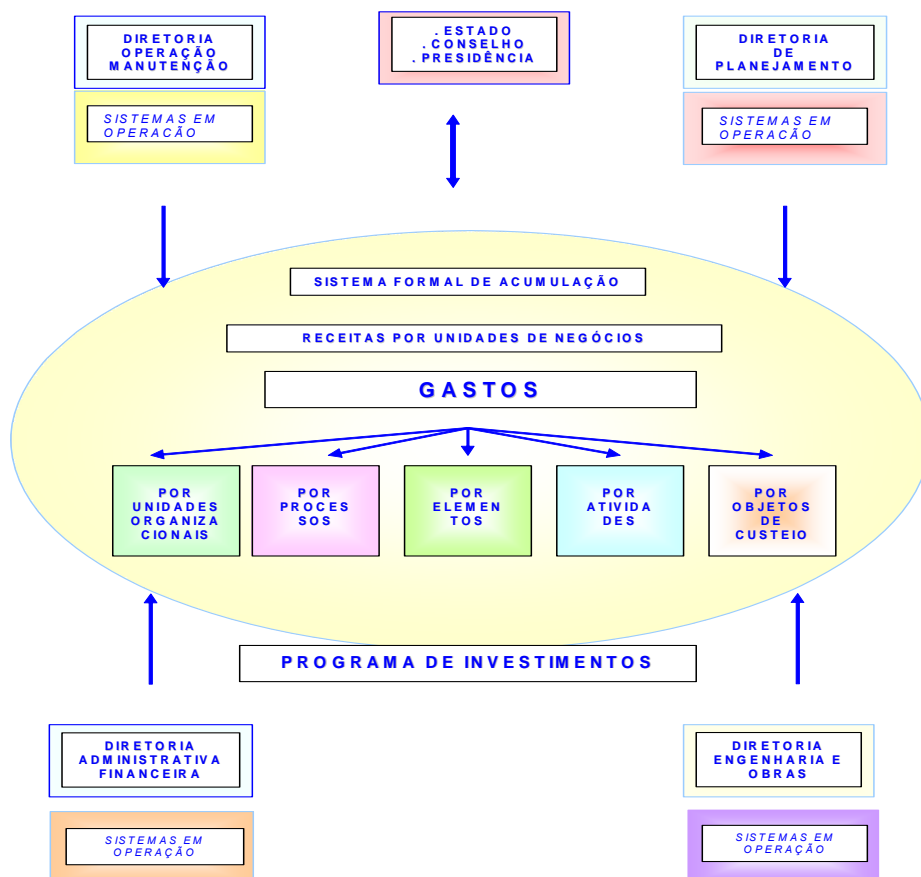 DIRETORIA
OPERAÇÃO
MANUTENÇÃO
SISTEMAS EM
OPERACÃO
. ESTADO
. CONSELHO
. PRESIDÊNCIA
DIRETORIA
DE
PLANEJAMENTO
SISTEMAS EM
OPERACÃO
SISTEMA FORMAL DE ACUMULAÇÃO
RECEITAS POR UNIDADES DE NEGÓCIOS
GASTOS
POR
UNIDADES
ORGANIZA
CIONAIS
POR
PROCES
SOS
POR
ELEMEN
TOS
POR
ATIVIDA
DES
POR
OBJETOS
DE
CUSTEIO
PROGRAMA DE INVESTIMENTOS
DIRETORIA
ADMINISTRATIVA
FINANCEIRA
SISTEMAS EM
OPERAÇÃO
DIRETORIA
ENGENHARIA E
OBRAS
SISTEMAS EM
OPERAÇÃO